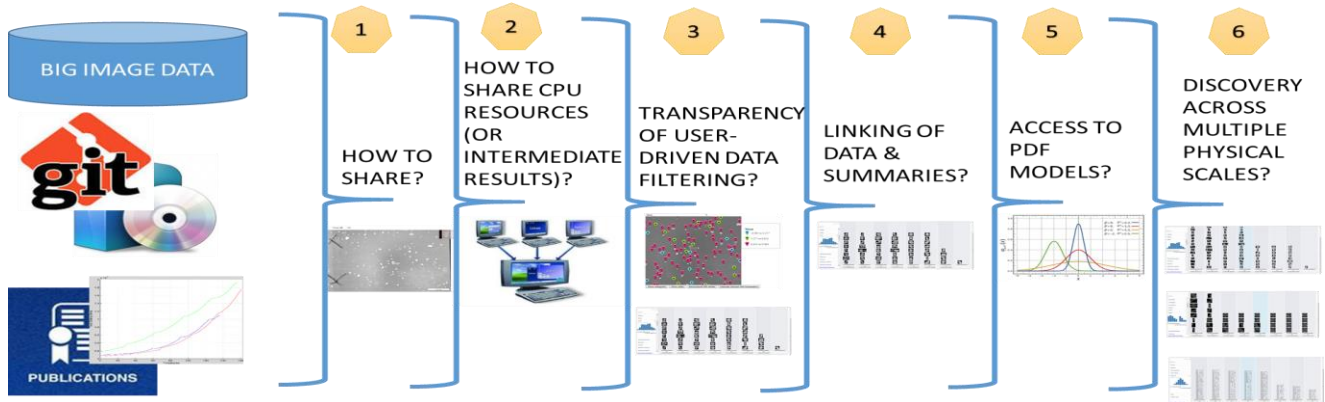 BIG IMAGE DATA
git
PUBLICATIONS
1
HOW TO
SHARE?
2
HOW TO
SHARE CPU
RESOURCES
(OR
INTERMEDIATE
RESULTS)?
3
TRANSPARENCY
OF USER-
DRIVEN DATA
FILTERING?
4
LINKING OF
DATA &
SUMMARIES?
5
ACCESS TO
PDF
MODELS?
6
DISCOVERY
ACROSS
MULTIPLE
PHYSICAL
SCALES?